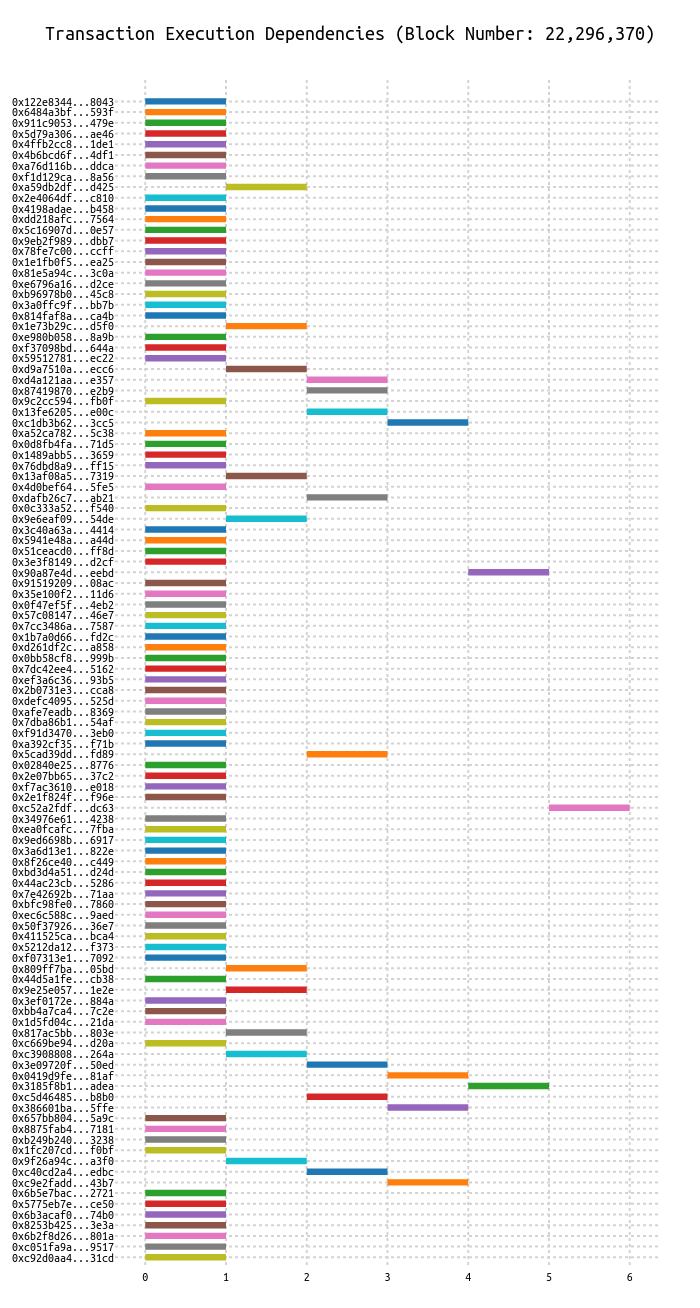 Transaction Execution Dependencies (Block Number: 22,296,370)
0x122e8344...8043
0x6484a3bf...593f
0x911c9053...479e
0x5d79a306...ae46
0x4ffb2cc8...1de1
0x4b6bcd6f...4df1
0xa76d116b...ddca
0xf1d129ca...8a56
0xa59db2df...d425
0x2e4064df...c810
0x4198adae...b458
0xdd218afc...7564
0x5c16907d...0e57
0x9eb2f989...dbb7
0x78fe7c00...ccff
0x1e1fb0f5...ea25
0x81e5a94c...3c0a
0xe6796a16...d2ce
0xb96978b0...45c8
0x3a0ffc9f...bb7b
0x814faf8a...ca4b
0x1e73b29c...d5f0
0xe980b058...8a9b
0xf37098bd...644a
0x59512781...ec22
0xd9a7510a...ecc6
0xd4a121aa...e357
0x87419870...e2b9
0x9c2cc594...fb0f
0x13fe6205...e00c
0xc1db3b62...3cc5
0xa52ca782...5c38
0x0d8fb4fa...71d5
0x1489abb5...3659
0x76dbd8a9...ff15
0x13af08a5...7319
0x4d0bef64...5fe5
0xdafb26c7...ab21
0x0c333a52...f540
0x9e6eaf09...54de
0x3c40a63a...4414
0x5941e48a...a44d
0x51ceacd0...ff8d
0x3e3f8149...d2cf
0x90a87e4d...eebd
0x91519209...08ac
0x35e100f2...11d6
0x0f47ef5f...4eb2
0x57c08147...46e7
0x7cc3486a...7587
0x1b7a0d66...fd2c
0xd261df2c...a858
0x0bb58cf8...999b
0x7dc42ee4...5162
0xef3a6c36...93b5
0x2b0731e3...cca8
0xdefc4095...525d
0xafe7eadb...8369
0x7dba86b1...54af
0xf91d3470...3eb0
0xa392cf35...f71b
0x5cad39dd...fd89
0x02840e25...8776
0x2e07bb65...37c2
0xf7ac3610...e018
0x2e1f824f...f96e
0xc52a2fdf...dc63
0x34976e61...4238
0xea0fcafc...7fba
0x9ed6698b...6917
0x3a6d13e1...822e
0x8f26ce40...c449
0xbd3d4a51...d24d
0x44ac23cb...5286
0x7e42692b...71aa
0xbfc98fe0...7860
0xec6c588c...9aed
0x50f37926...36e7
0x411525ca...bca4
0x5212da12...f373
0xf07313e1...7092
0x809ff7ba...05bd
0x44d5a1fe...cb38
0x9e25e057...1e2e
0x3ef0172e...884a
0xbb4a7ca4...7c2e
0x1d5fd04c...21da
0x817ac5bb...803e
0xc669be94...d20a
0xc3908808...264a
0x3e09720f...50ed
0x0419d9fe...81af
0x3185f8b1...adea
0xc5d46485...b8b0
0x386601ba...5ffe
0x657bb804...5a9c
0x8875fab4...7181
0xb249b240...3238
0x1fc207cd...f0bf
0x9f26a94c...a3f0
0xc40cd2a4...edbc
0xc9e2fadd...43b7
0x6b5e7bac...2721
0x5775eb7e...ce50
0x6b3acaf0...74b0
0x8253b425...3e3a
0x6b2f8d26...801a
0xc051fa9a...9517
0xc92d0aa4...31cd
0 1 2 3 4 5 6